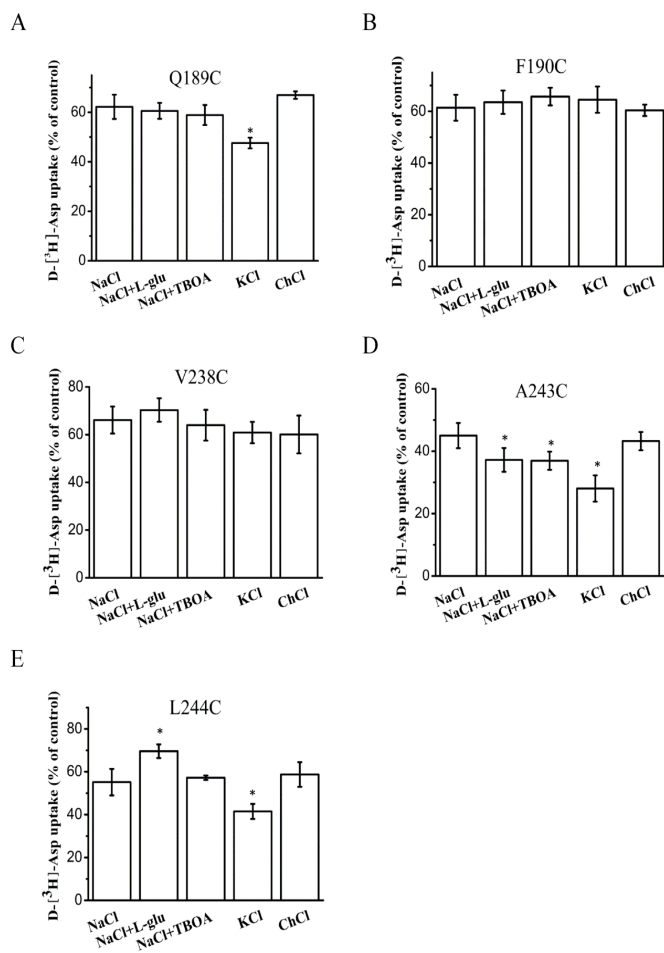 A
Q189C
D-[³H]-Asp uptake (% of control)
60
40
20
0
*
NaCl
NaCl+L-glu
NaCl+TBOA
KCl
ChCl
B
F190C
D-[³H]-Asp uptake (% of control)
60
40
20
0
NaCl
NaCl+L-glu
NaCl+TBOA
KCl
ChCl
C
V238C
D-[³H]-Asp uptake (% of control)
80
60
40
20
0
NaCl
NaCl+L-glu
NaCl+TBOA
KCl
ChCl
D
A243C
D-[³H]-Asp uptake (% of control)
60
40
20
0
*
*
*
NaCl
NaCl+L-glu
NaCl+TBOA
KCl
ChCl
E
L244C
D-[³H]-Asp uptake (% of control)
80
60
40
20
0
*
*
NaCl
NaCl+L-glu
NaCl+TBOA
KCl
ChCl